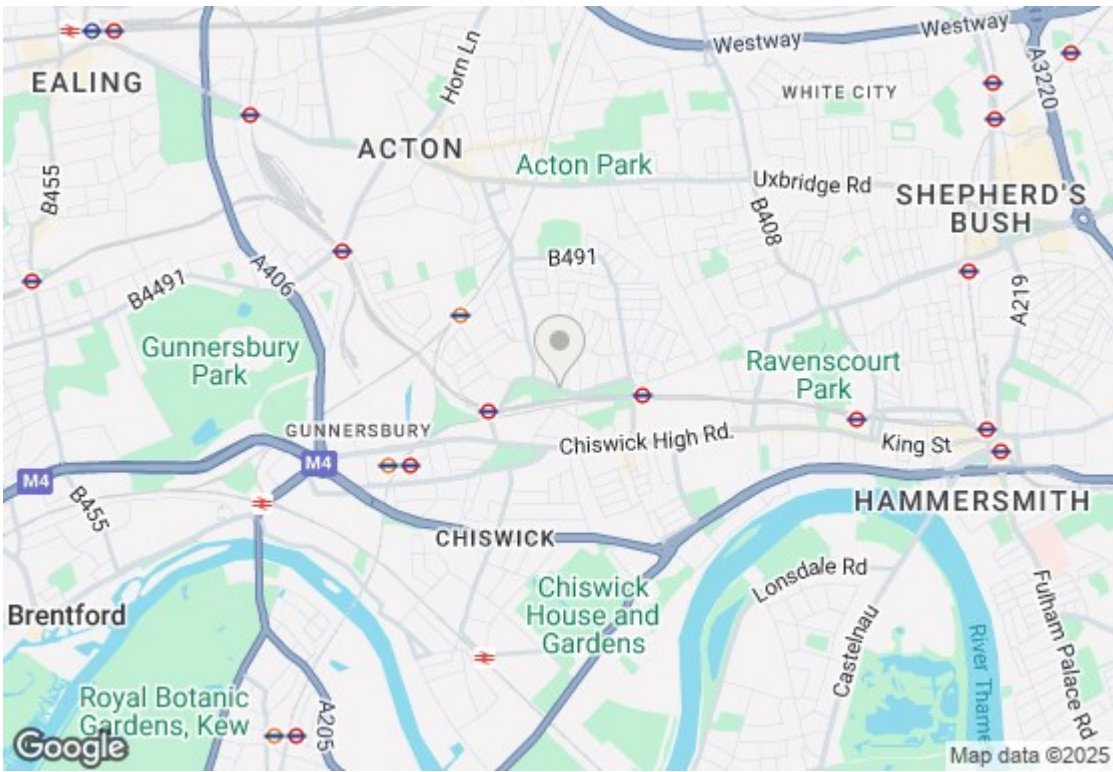 Westway
Westway
EALING
Horn Ln
A3220
WHITE CITY
ACTON
Acton Park
Uxbridge Rd
SHEPHERD'S
BUSH
B455
B408
B491
A406
B4491
A219
Gunnersbury
Park
Ravenscourt
Park
GUNNERSBURY
Chiswick High Rd.
King St
M4
M4
B455
HAMMERSMITH
CHISWICK
Lonsdale Rd
Chiswick
House and
Gardens
Brentford
Castelnau
Fulham Palace Rd
River Thame
Royal Botanic
Gardens, Kew
A205
Google
Map data ©2025